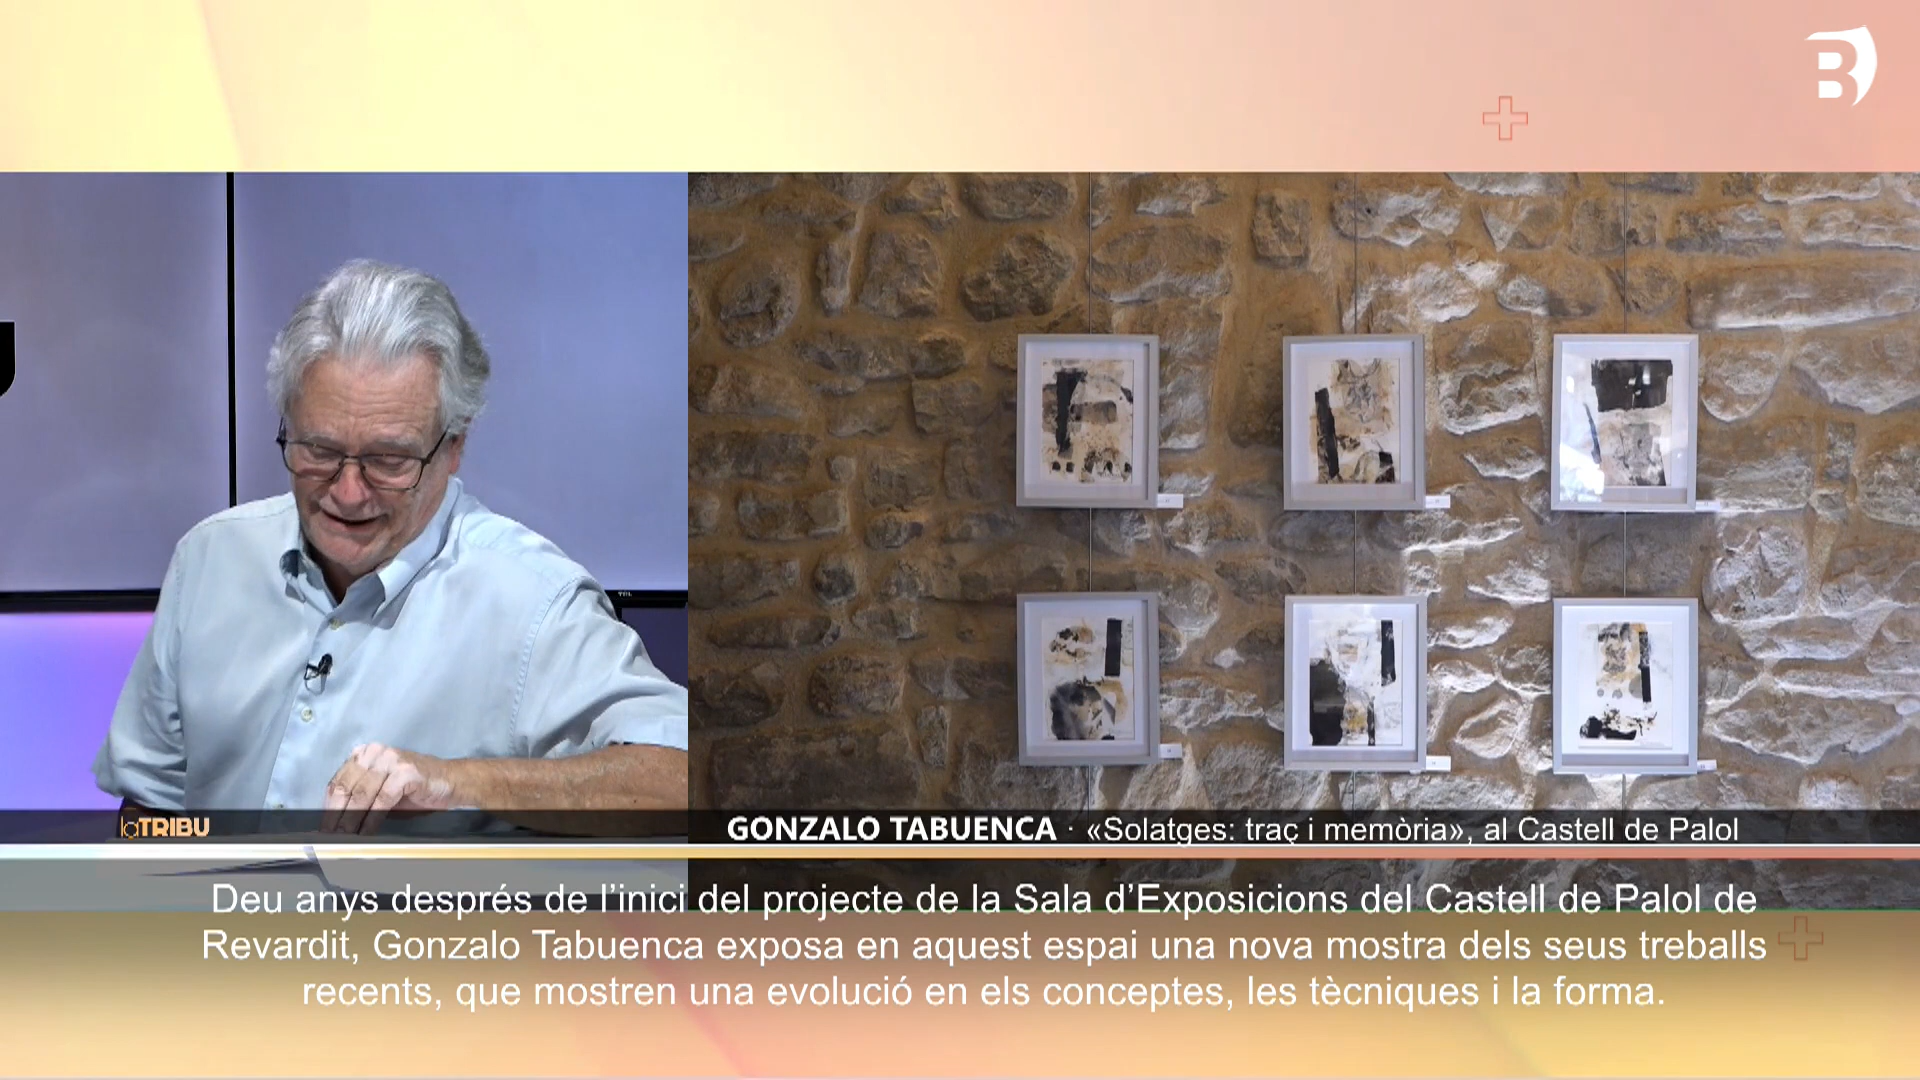 B
TCL
laTRIBU
GONZALO TABUENCA · «Solatges: traç i memòria», al Castell de Palol
Deu anys després de l’inici del projecte de la Sala d’Exposicions del Castell de Palol de
Revardit, Gonzalo Tabuenca exposa en aquest espai una nova mostra dels seus treballs
recents, que mostren una evolució en els conceptes, les tècniques i la forma.